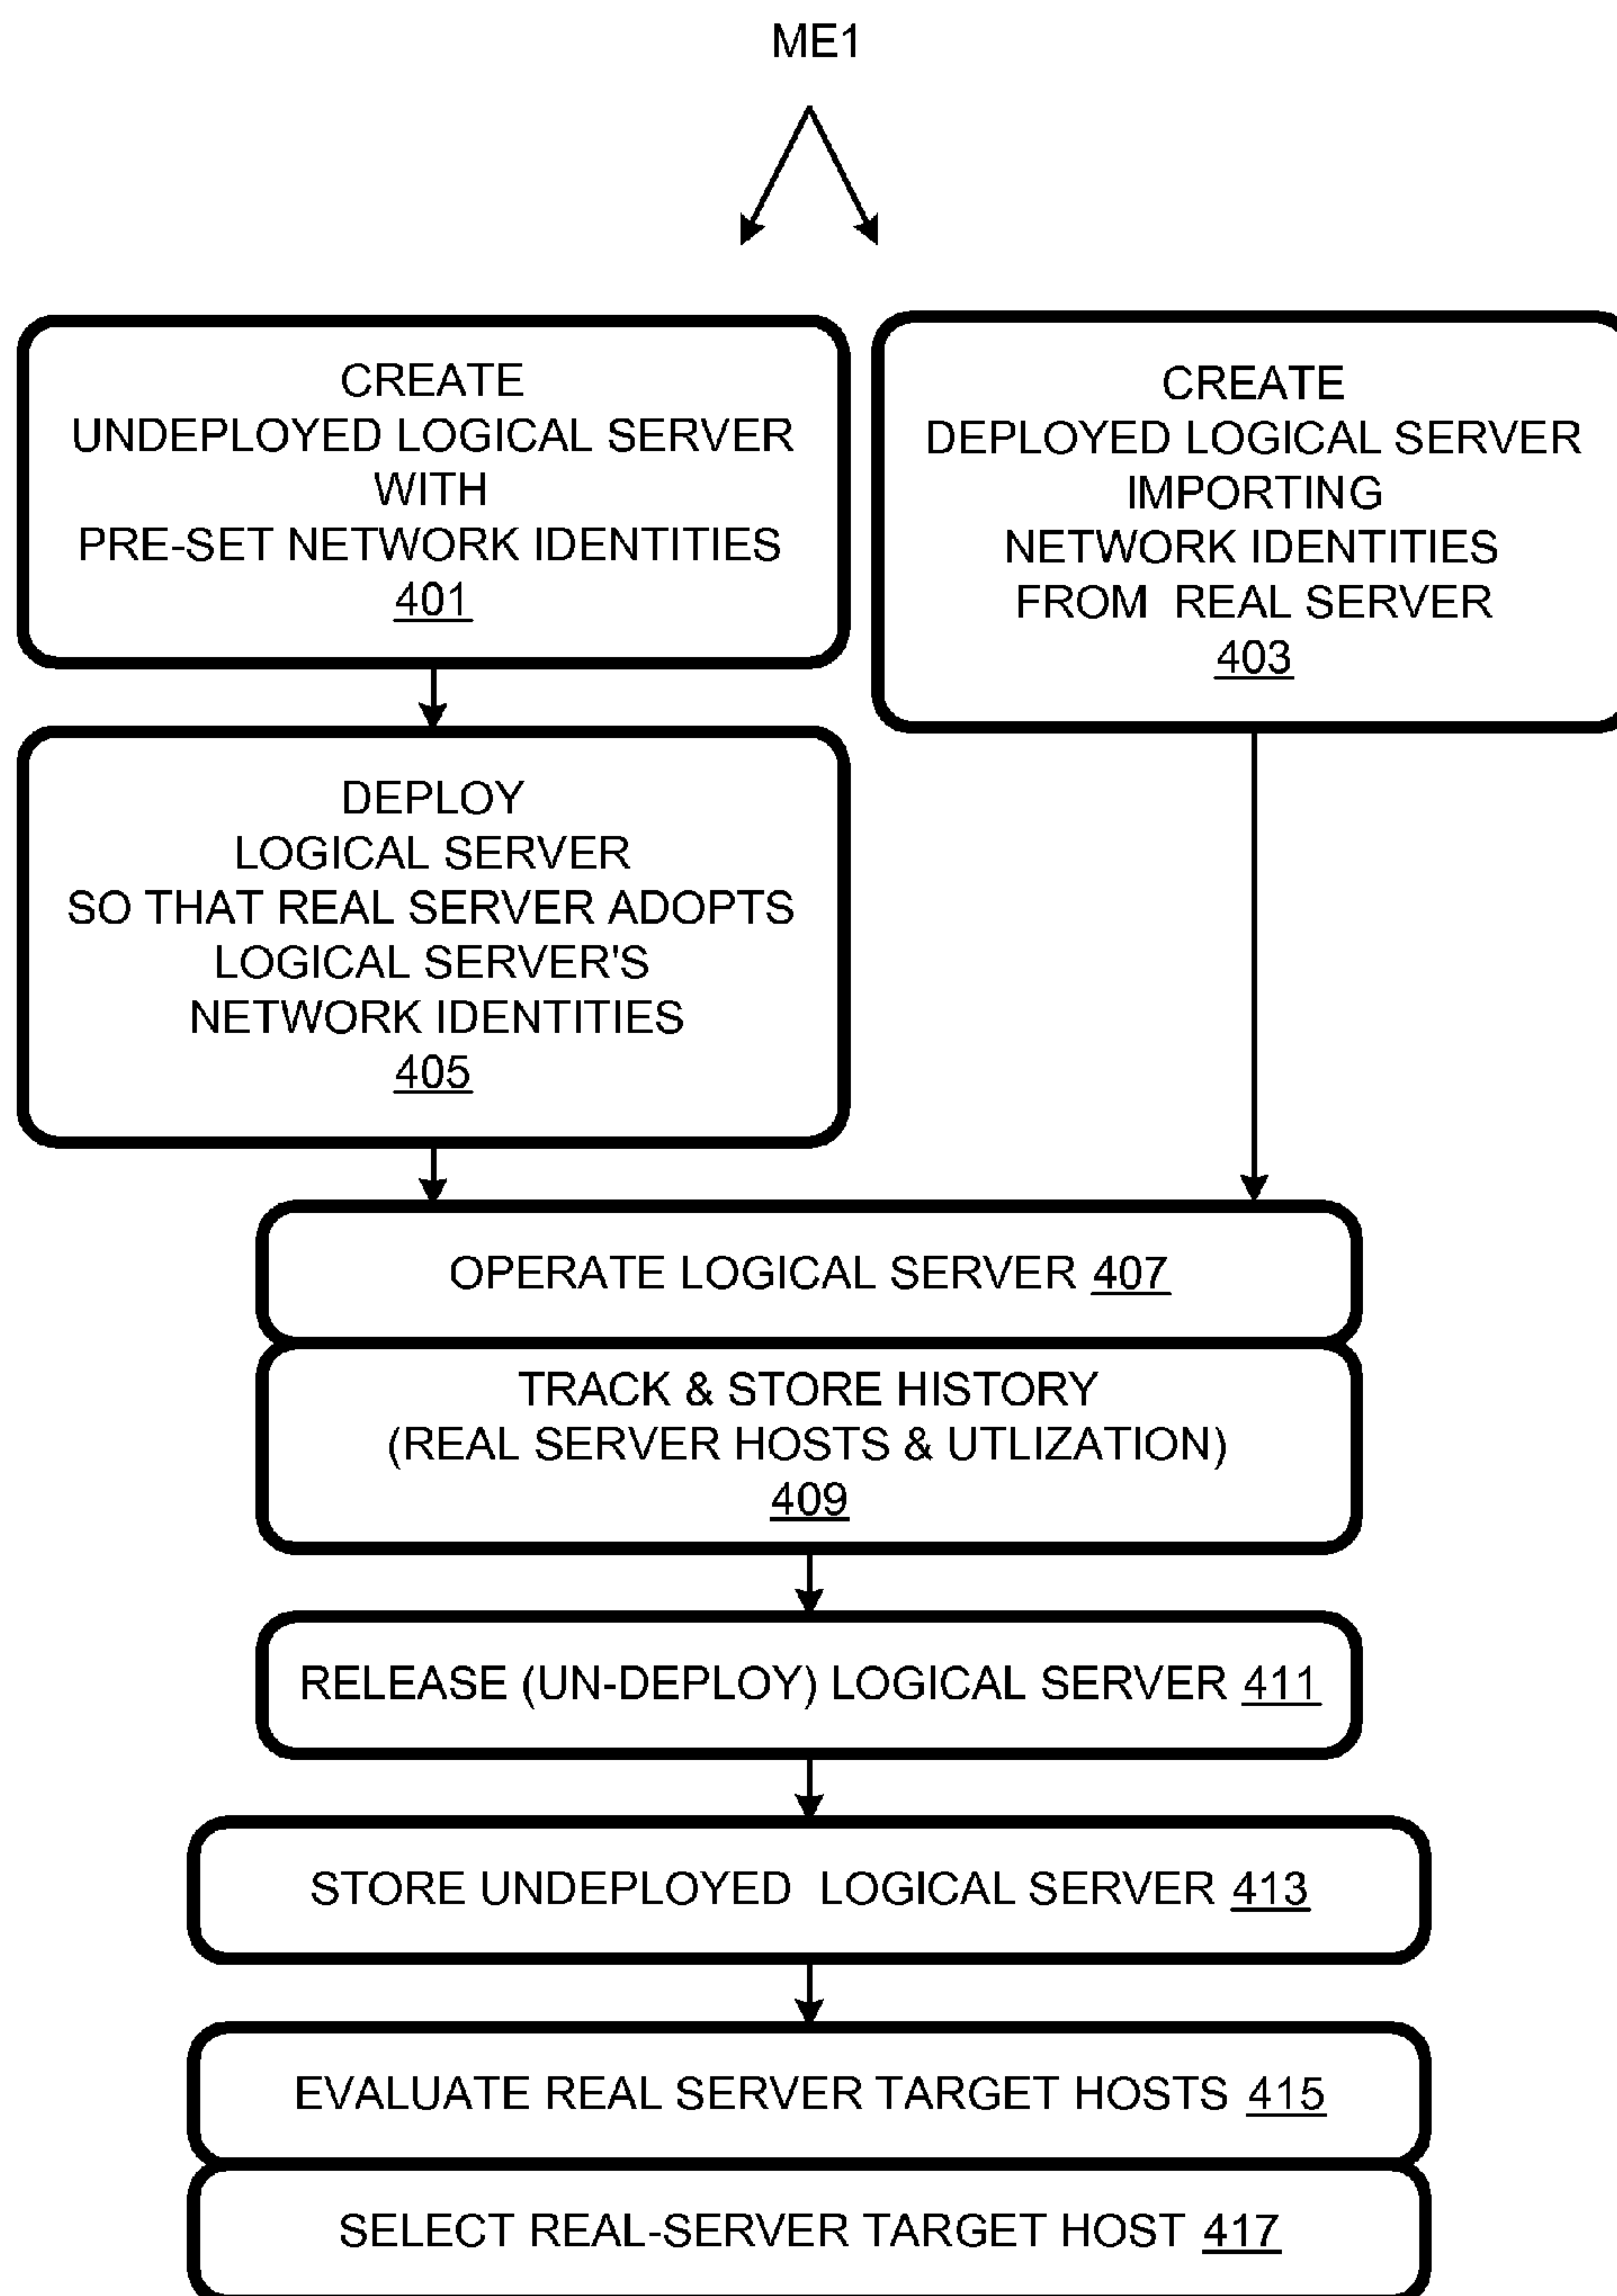 ME1
CREATE
UNDEPLOYED LOGICAL SERVER
WITH
PRE-SET NETWORK IDENTITIES
401
CREATE
DEPLOYED LOGICAL SERVER
IMPORTING
NETWORK IDENTITIES
FROM REAL SERVER
403
DEPLOY
LOGICAL SERVER
SO THAT REAL SERVER ADOPTS
LOGICAL SERVER'S
NETWORK IDENTITIES
405
OPERATE LOGICAL SERVER 407
TRACK & STORE HISTORY
(REAL SERVER HOSTS & UTLIZATION)
409
RELEASE (UN-DEPLOY) LOGICAL SERVER 411
STORE UNDEPLOYED LOGICAL SERVER 413
EVALUATE REAL SERVER TARGET HOSTS 415
SELECT REAL-SERVER TARGET HOST 417